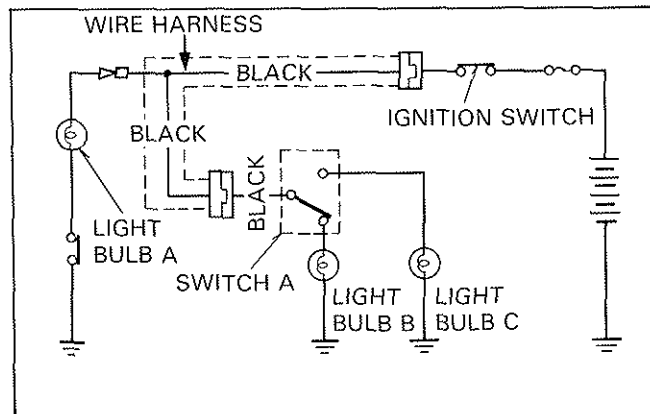 WIRE HARNESS
BLACK
IGNITION SWITCH
BLACK
BLACK
LIGHT
BULB A
SWITCH A
LIGHT
BULB B
LIGHT
BULB C